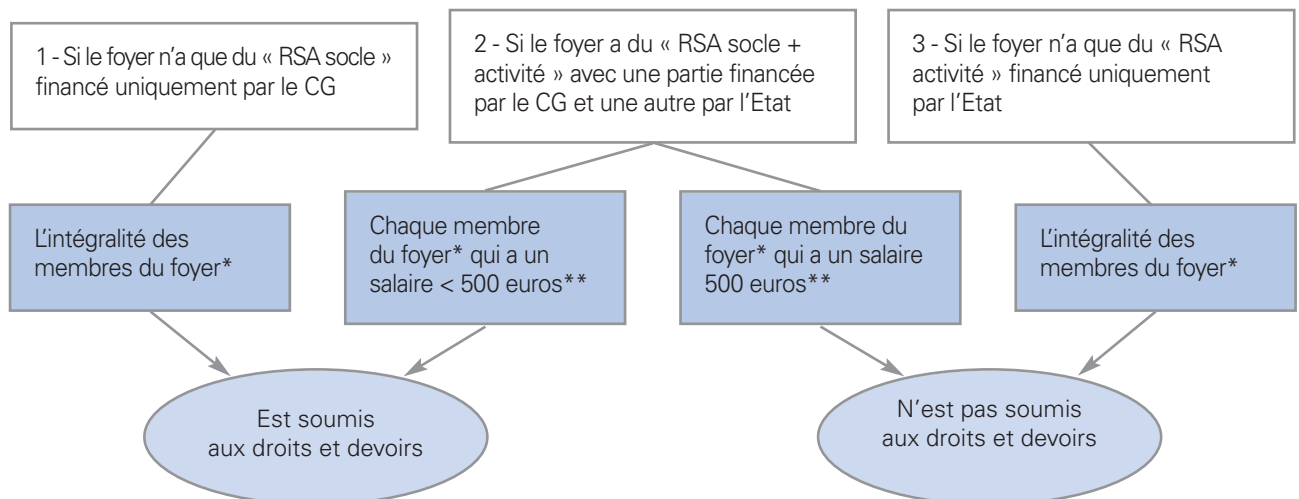 1 - Si le foyer n'a que du « RSA socle »
financé uniquement par le CG
2 - Si le foyer a du « RSA socle +
activité » avec une partie financée
par le CG et une autre par l'Etat
3 - Si le foyer n'a que du « RSA
activité » financé uniquement
par l'Etat
L'intégralité des
membres du foyer*
Chaque membre
du foyer* qui a un
salaire < 500 euros**
Chaque membre du
foyer* qui a un salaire
500 euros**
L'intégralité des
membres du foyer*
Est soumis
aux droits et devoirs
N'est pas soumis
aux droits et devoirs